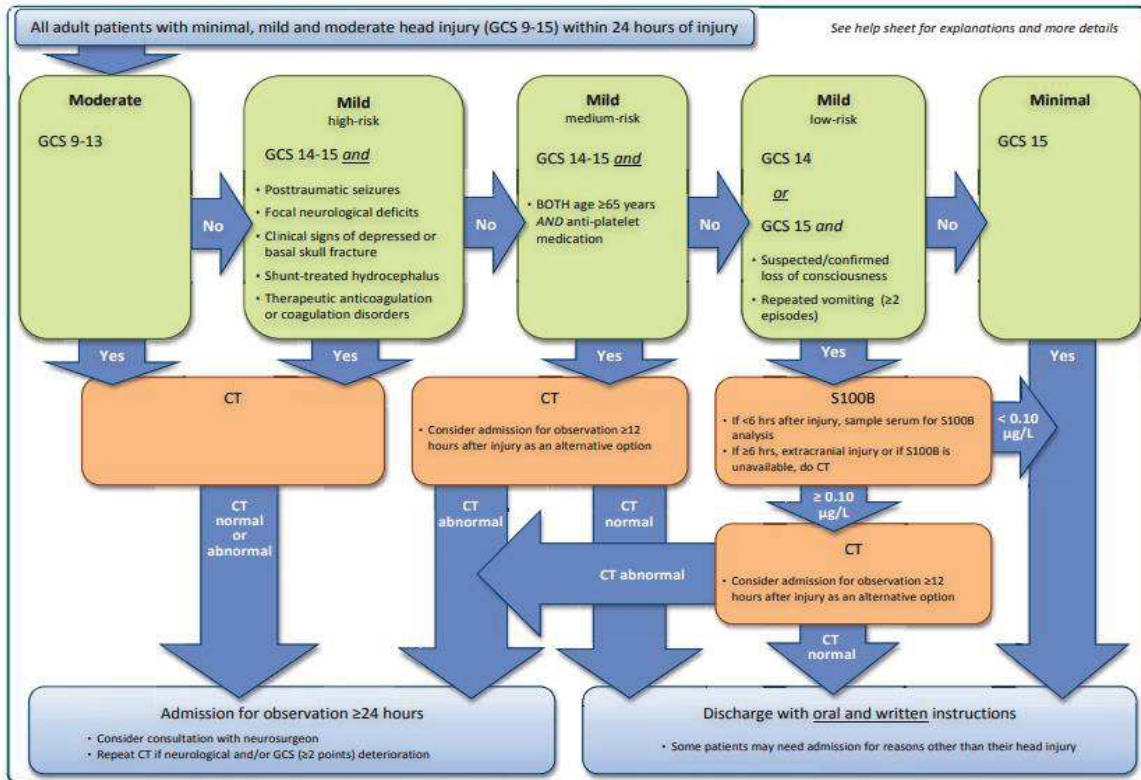 All adult patients with minimal, mild and moderate head injury (GCS 9-15) within 24 hours of injury
See help sheet for explanations and more details
Moderate
GCS 9-13
No
Yes
Mild
high-risk
GCS 14-15 and
• Posttraumatic seizures
• Focal neurological deficits
• Clinical signs of depressed or
basal skull fracture
• Shunt-treated hydrocephalus
• Therapeutic anticoagulation
or coagulation disorders
No
Yes
Mild
medium-risk
GCS 14-15 and
• BOTH age ≥65 years
AND anti-platelet
medication
No
Yes
Mild
low-risk
GCS 14
or
GCS 15 and
• Suspected/confirmed
loss of consciousness
• Repeated vomiting (≥2
episodes)
No
Yes
Minimal
GCS 15
Yes
CT
CT
• Consider admission for observation ≥12
hours after injury as an alternative option
S100B
• If <6 hrs after injury, sample serum for S100B
analysis
• If ≥6 hrs, extracranial injury or if S100B is
unavailable, do CT
< 0.10
µg/L
≥ 0.10
µg/L
CT
normal
or
abnormal
CT
abnormal
CT
normal
CT abnormal
CT
• Consider admission for observation ≥12
hours after injury as an alternative option
CT
normal
Admission for observation ≥24 hours
• Consider consultation with neurosurgeon
• Repeat CT if neurological and/or GCS (≥2 points) deterioration
Discharge with oral and written instructions
• Some patients may need admission for reasons other than their head injury